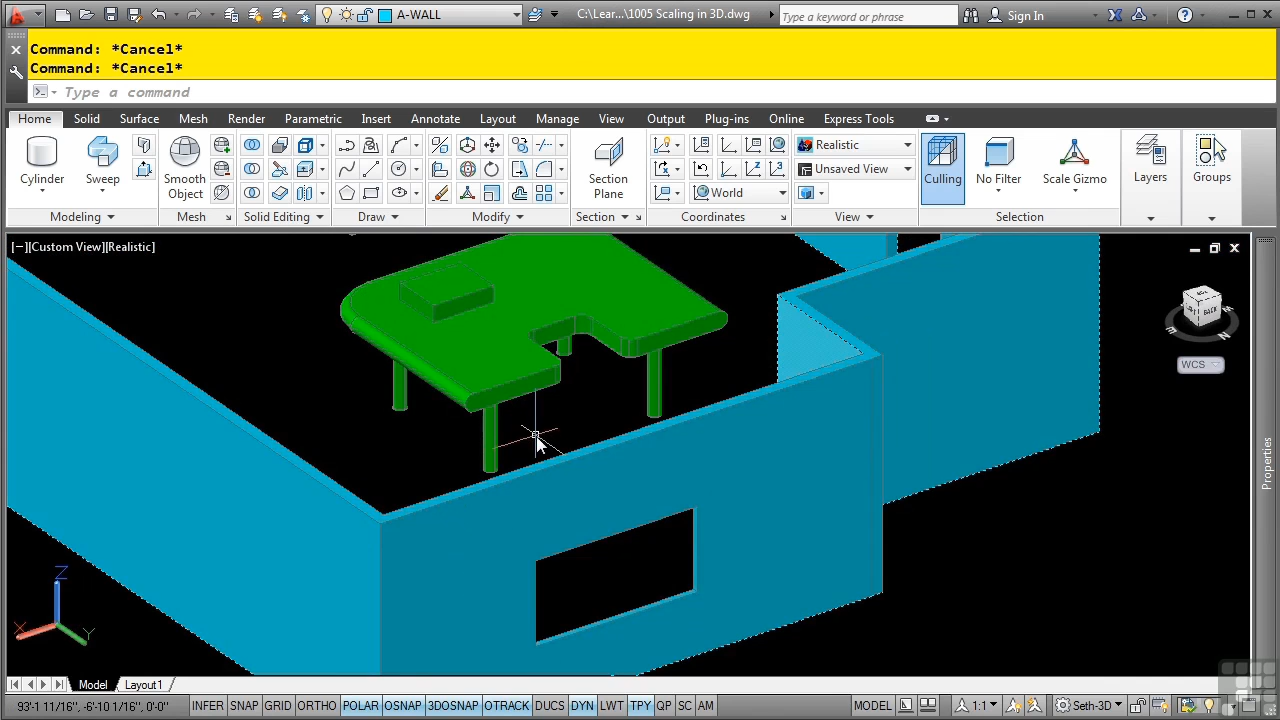 A-WALL
C:\Lear...\1005 Scaling in 3D.dwg
Type a keyword or phrase
Sign In
Command: *Cancel*
Command: *Cancel*
Type a command
Home Solid Surface Mesh Render Parametric Insert Annotate Layout Manage View Output Plug-ins Online Express Tools
Cylinder
Sweep
Smooth Object
Section Plane
World
Realistic
Unsaved View
Culling
No Filter
Scale Gizmo
Layers
Groups
Modeling Mesh Solid Editing Draw Modify Section Coordinates View Selection
[−][Custom View][Realistic]
BACK
WCS
Properties
Z
X
Y
Model Layout1
93'-1 11/16", -6'-10 1/16", 0'-0" INFER SNAP GRID ORTHO POLAR OSNAP 3DOSNAP OTRACK DYN LWT TPY QP SC AM MODEL 1:1 Seth-3D